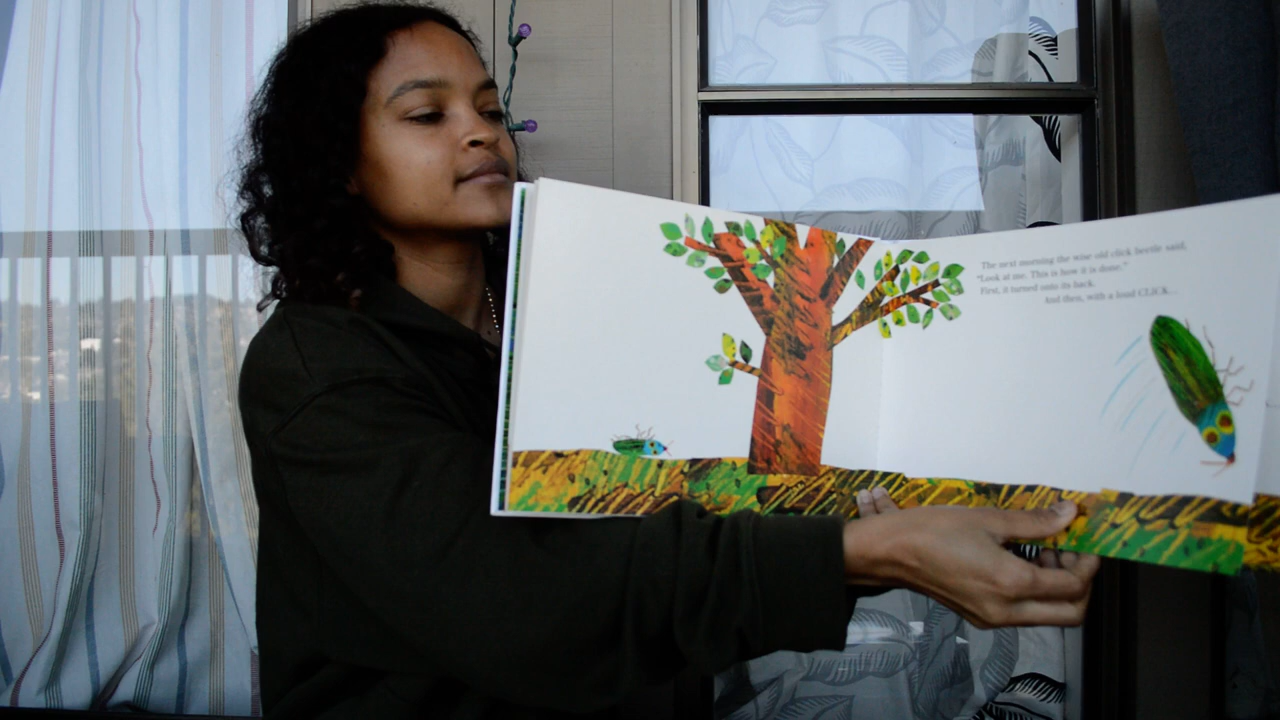 The next morning the wise old click beetle said,
"Look at me. This is how it is done."
First, it turned onto its back.
And then, with a loud CLICK...